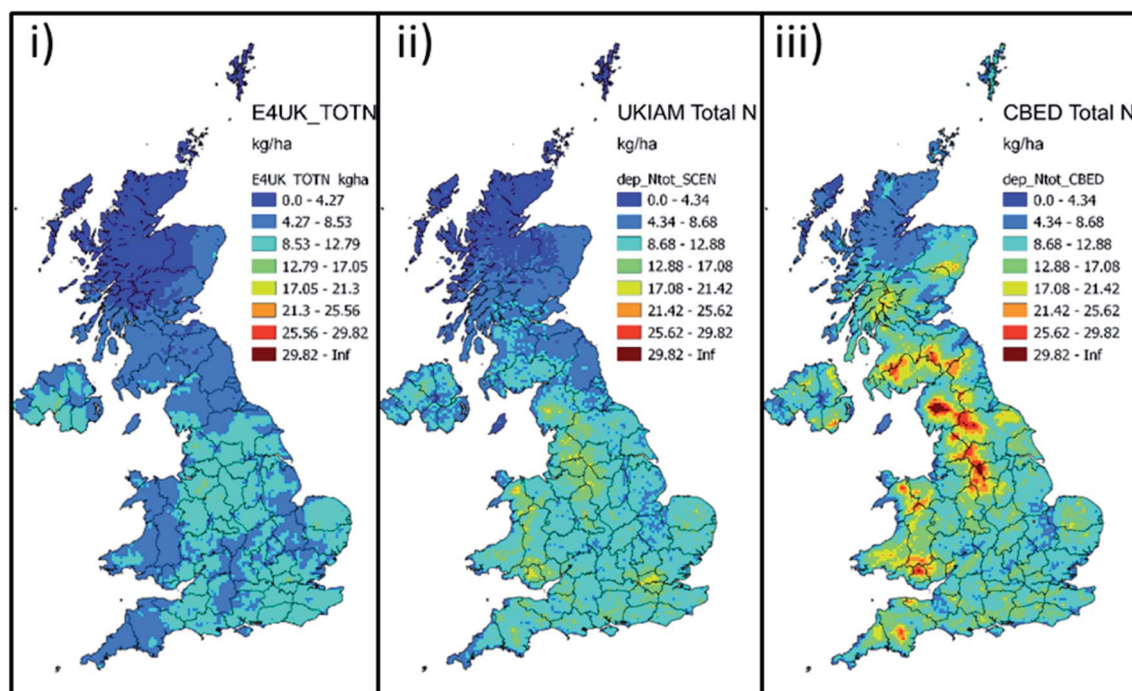 i)
E4UK_TOTN
kg/ha
E4UK_TOTN_kgha
0.0 - 4.27
4.27 - 8.53
8.53 - 12.79
12.79 - 17.05
17.05 - 21.3
21.3 - 25.56
25.56 - 29.82
29.82 - Inf
ii)
UKIAM Total N
kg/ha
dep_Ntot_SCEN
0.0 - 4.34
4.34 - 8.68
8.68 - 12.88
12.88 - 17.08
17.08 - 21.42
21.42 - 25.62
25.62 - 29.82
29.82 - Inf
iii)
CBED Total N
kg/ha
dep_Ntot_CBED
0.0 - 4.34
4.34 - 8.68
8.68 - 12.88
12.88 - 17.08
17.08 - 21.42
21.42 - 25.62
25.62 - 29.82
29.82 - Inf